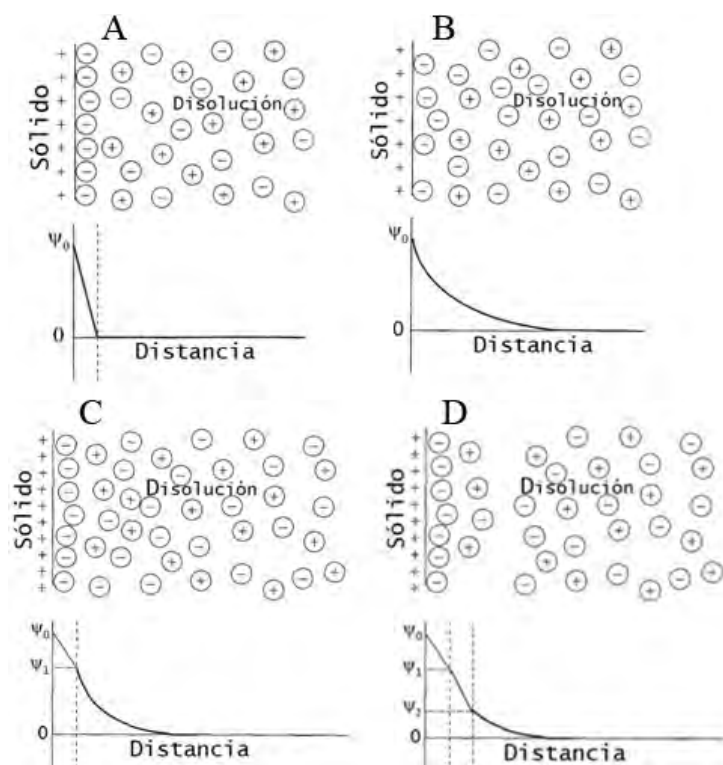 A
Sólido
Disolución
Ψ₀
0
Distancia
B
Sólido
Disolución
Ψ₀
0
Distancia
C
Sólido
Disolución
Ψ₀
Ψ₁
0
Distancia
D
Sólido
Disolución
Ψ₀
Ψ₁
Ψ₂
0
Distancia